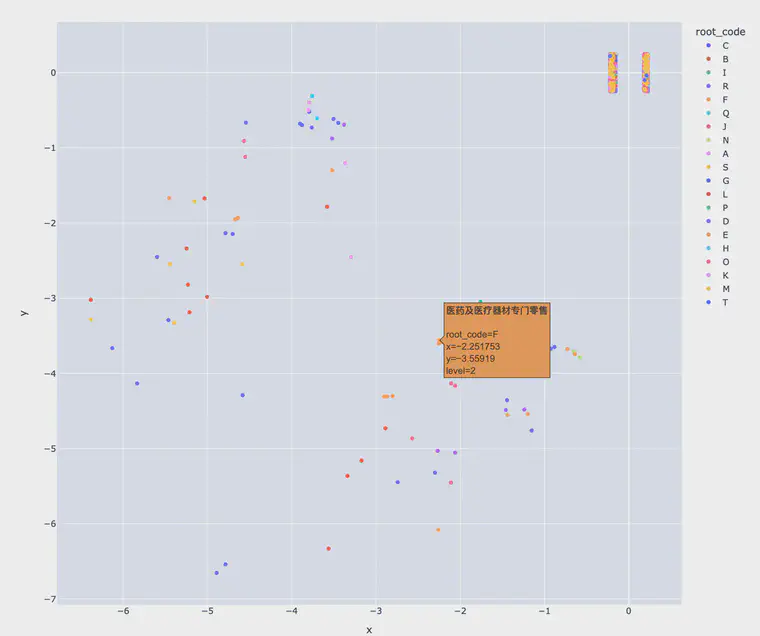 root_code
C
B
I
R
F
Q
J
N
A
S
G
L
P
D
E
H
O
K
M
T
0
−1
−2
−3
−4
−5
−6
−7
y
医药及医疗器材专门零售
root_code=F
x=−2.251753
y=−3.55919
level=2
−6
−5
−4
−3
−2
−1
0
x